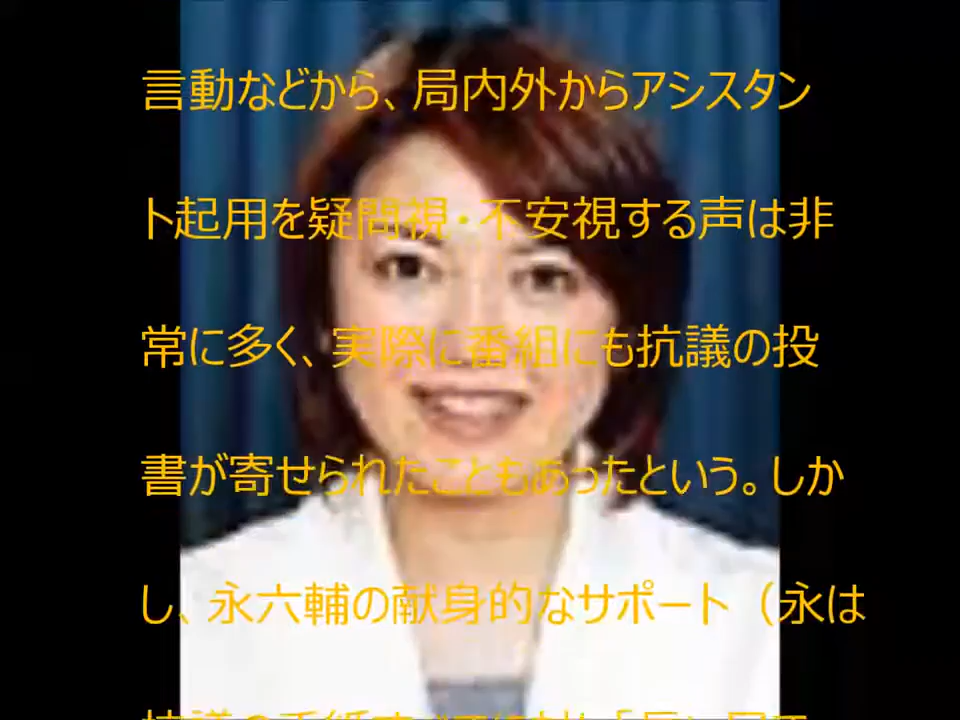 言動などから、局内外からアシスタン
ト起用を疑問視・不安視する声は非
常に多く、実際に番組にも抗議の投
書が寄せられたこともあったという。しか
し、永六輔の献身的なサポート（永は